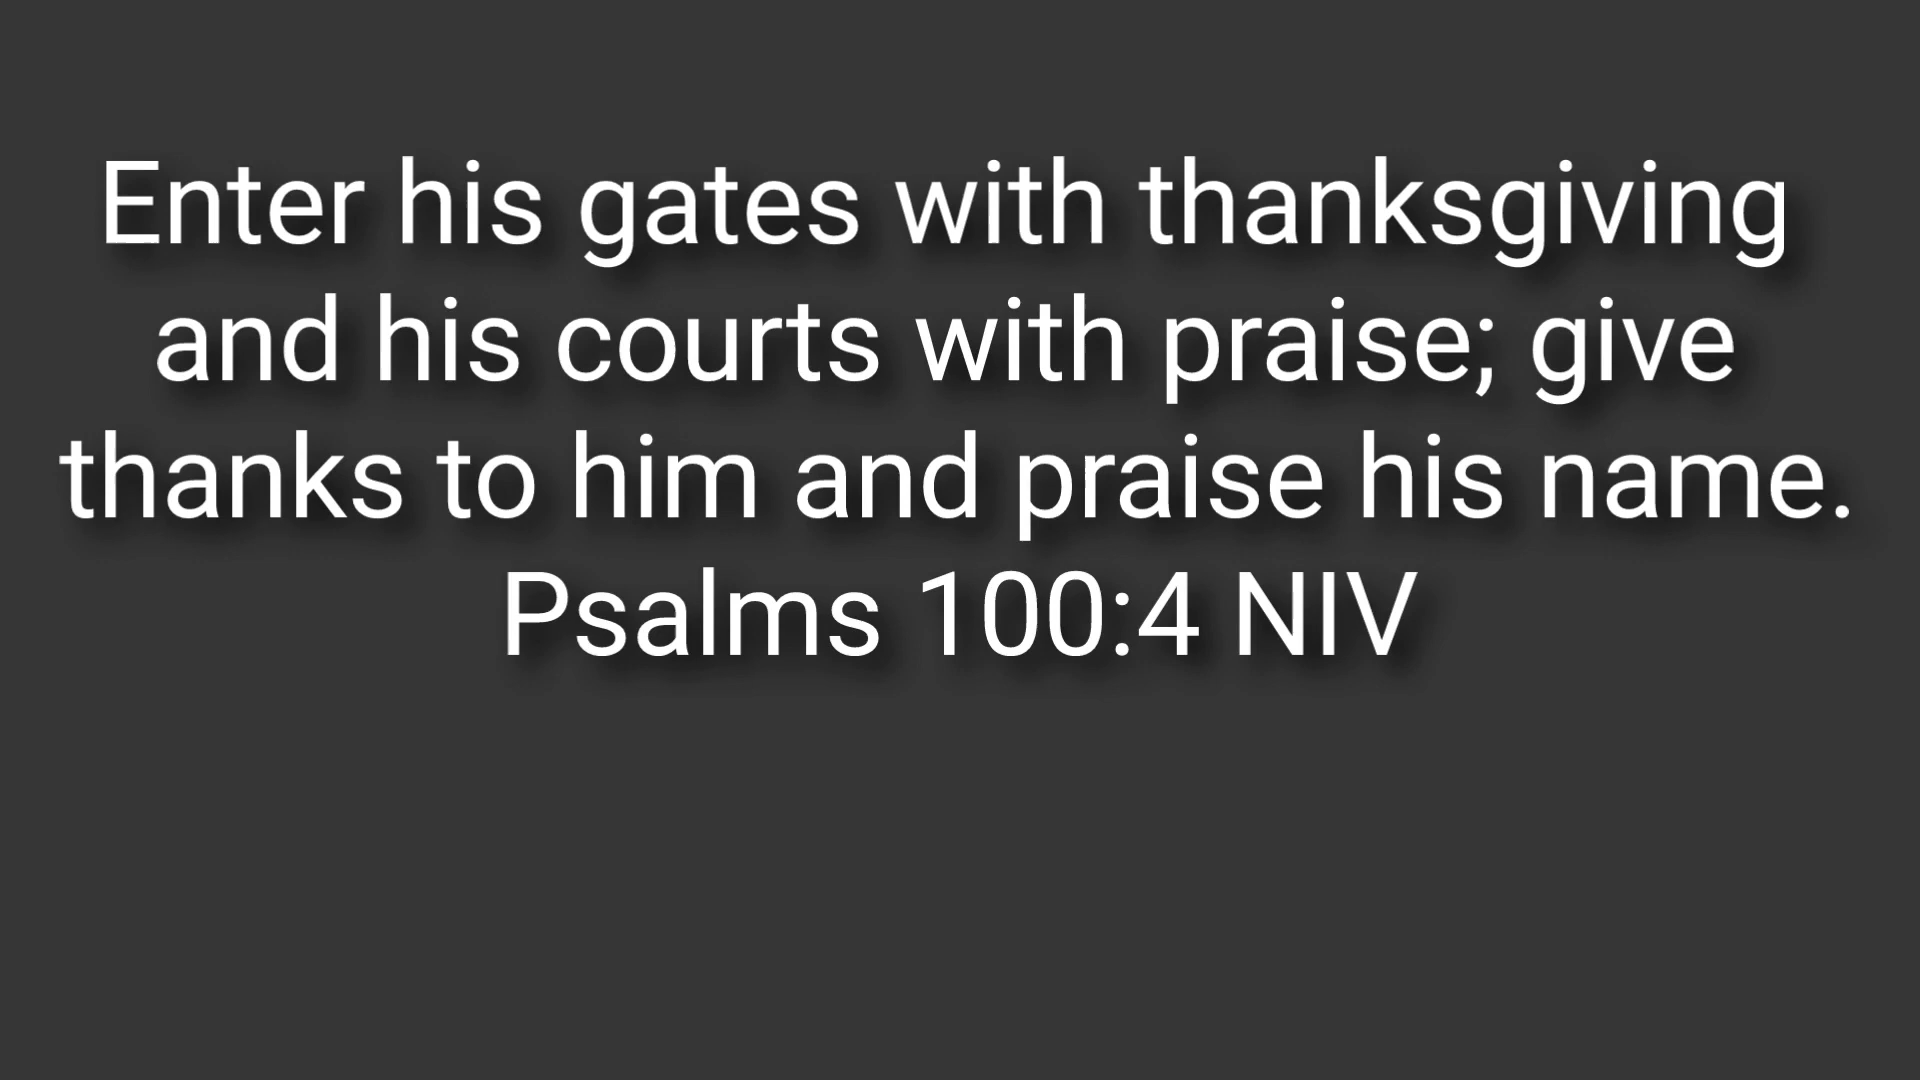 Enter his gates with thanksgiving
and his courts with praise; give
thanks to him and praise his name.
Psalms 100:4 NIV